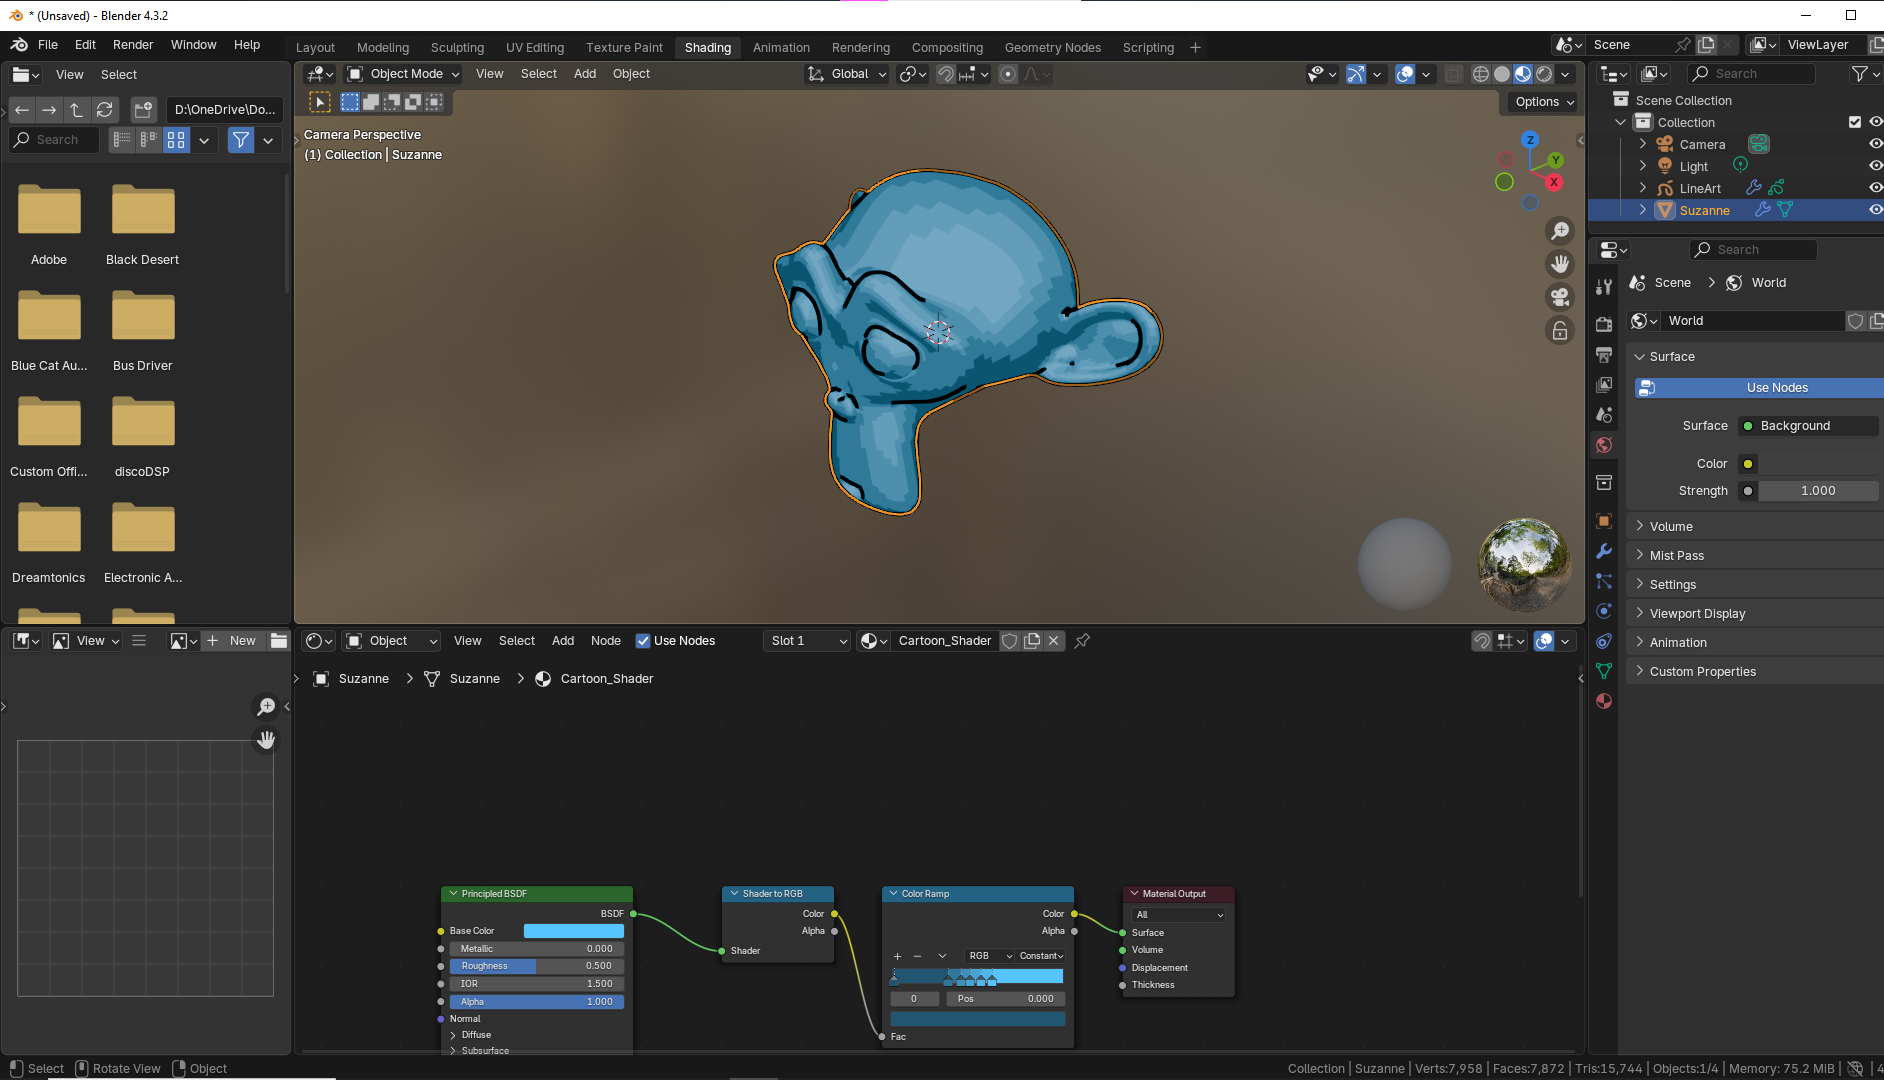 * (Unsaved) - Blender 4.3.2
File Edit Render Window Help
Layout Modeling Sculpting UV Editing Texture Paint Shading Animation Rendering Compositing Geometry Nodes Scripting +
Scene
ViewLayer
View Select
D:\OneDrive\Do...
Search
Adobe
Black Desert
Blue Cat Au...
Bus Driver
Custom Offi...
discoDSP
Dreamtonics
Electronic A...
Object Mode View Select Add Object
Global
Options
Camera Perspective
(1) Collection | Suzanne
Z
Y
X
Search
Scene Collection
Collection
Camera
Light
LineArt
Suzanne
Search
Scene > World
World
Surface
Use Nodes
Surface Background
Color
Strength 1.000
Volume
Mist Pass
Settings
Viewport Display
Animation
Custom Properties
View
+ New
Object View Select Add Node Use Nodes
Slot 1
Cartoon_Shader
Suzanne > Suzanne > Cartoon_Shader
Principled BSDF
BSDF
Base Color
Metallic 0.000
Roughness 0.500
IOR 1.500
Alpha 1.000
Normal
Diffuse
Subsurface
Shader to RGB
Color
Alpha
Shader
Color Ramp
Color
Alpha
+ − RGB Constant
0 Pos 0.000
Fac
Material Output
All
Surface
Volume
Displacement
Thickness
Select Rotate View Object
Collection | Suzanne | Verts:7,958 | Faces:7,872 | Tris:15,744 | Objects:1/4 | Memory: 75.2 MiB | 4